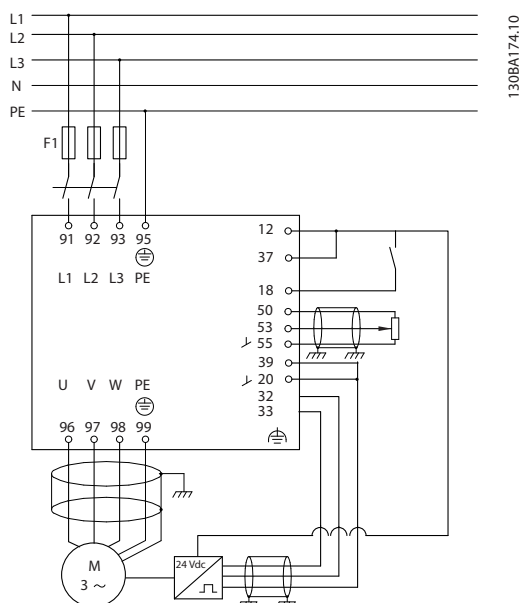 L1
L2
L3
N
PE
130BA174.10
F1
91 92 93 95
L1 L2 L3 PE
12
37
18
50
53
55
39
20
32
33
U V W PE
96 97 98 99
M
3 ~
24 Vdc